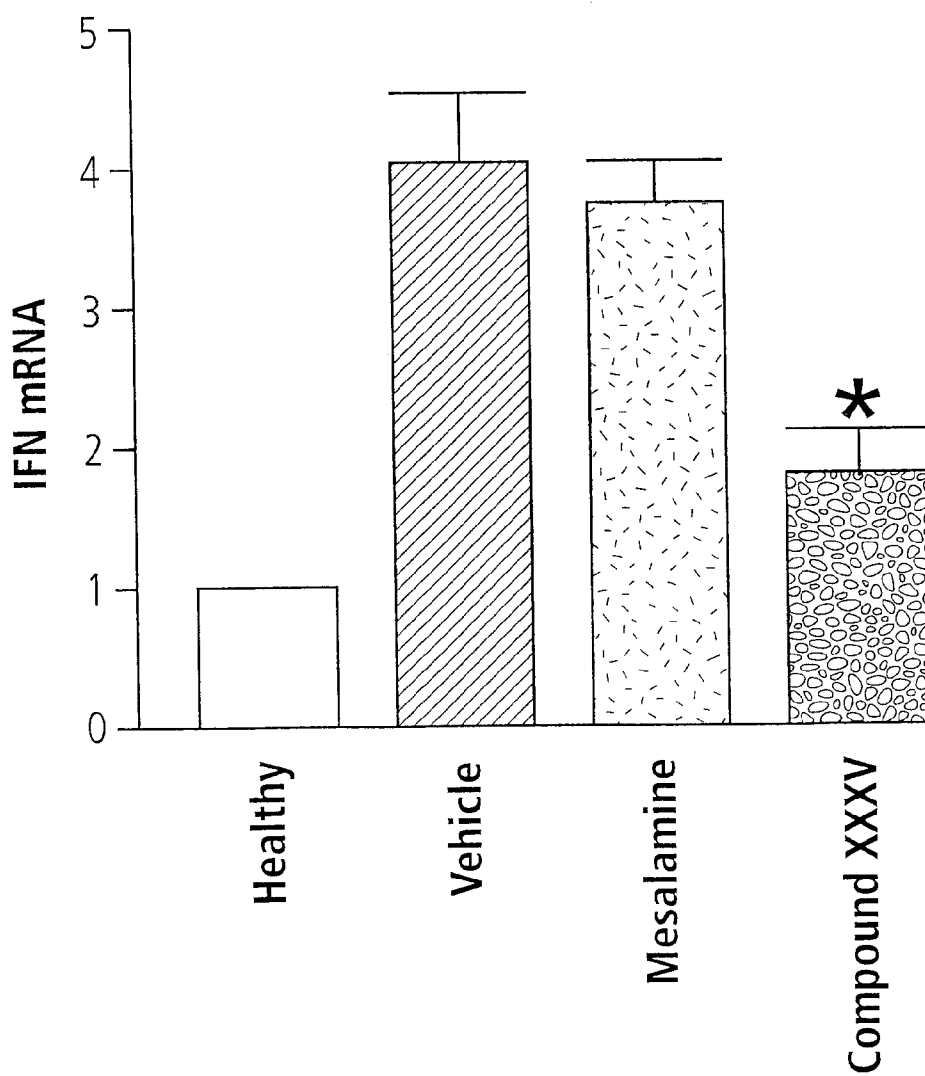 5
4
3
2
1
0
IFN mRNA
*
Healthy
Vehicle
Mesalamine
Compound XXXV